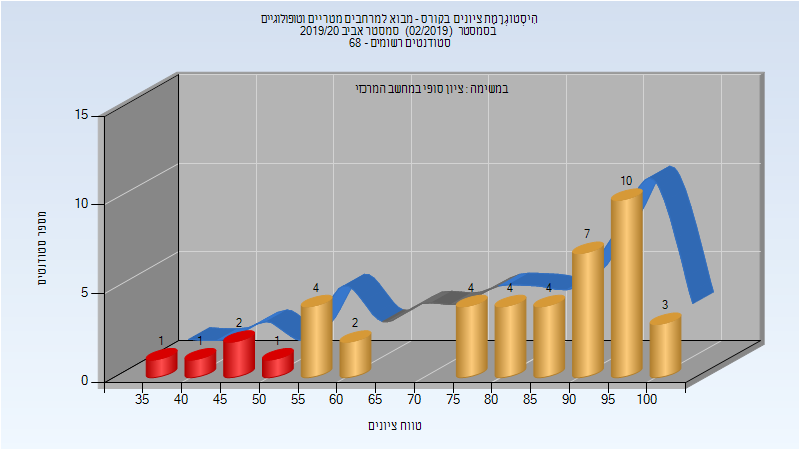 היסטוגרמת ציונים בקורס - מבוא למרחבים מטריים וטופולוגיים
בסמסטר (02/2019) סמסטר אביב 2019/20
סטודנטים רשומים - 68
במשימה : ציון סופי במחשב המרכזי
מספר סטודנטים
15
10
5
0
1
1
2
1
4
2
4
4
4
7
10
3
35 40 45 50 55 60 65 70 75 80 85 90 95 100
טווח ציונים